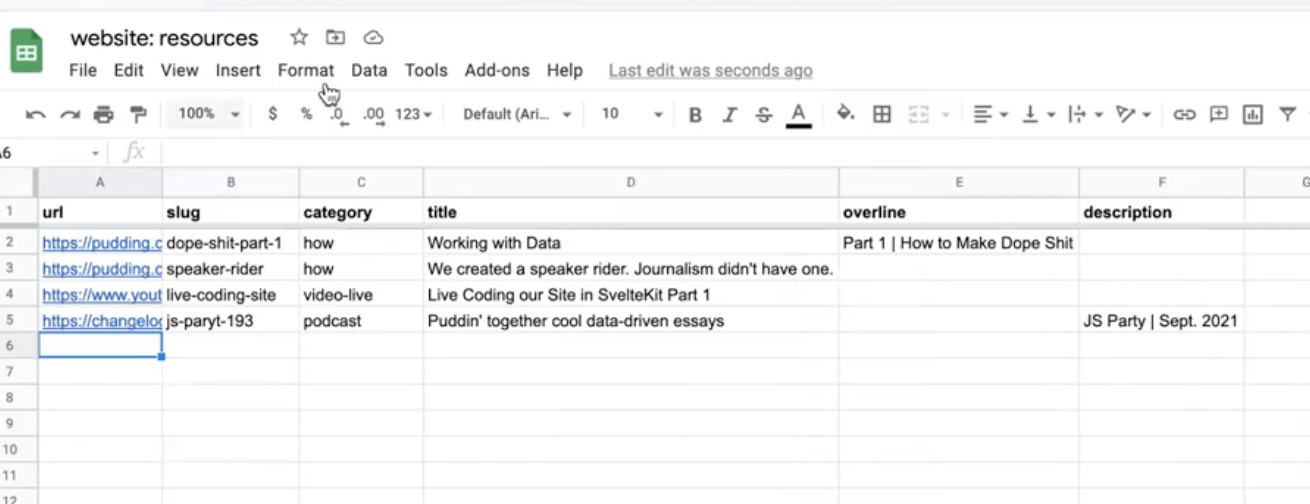 website: resources
File Edit View Insert Format Data Tools Add-ons Help Last edit was seconds ago
100% $ % .0 .00 123 Default (Ari... 10 B I S A
A6 fx
A B C D E F G
1 url slug category title overline description
2 https://pudding.c dope-shit-part-1 how Working with Data Part 1 | How to Make Dope Shit
3 https://pudding.c speaker-rider how We created a speaker rider. Journalism didn't have one.
4 https://www.yout live-coding-site video-live Live Coding our Site in SvelteKit Part 1
5 https://changelog js-paryt-193 podcast Puddin' together cool data-driven essays JS Party | Sept. 2021
6
7
8
9
10
11
12